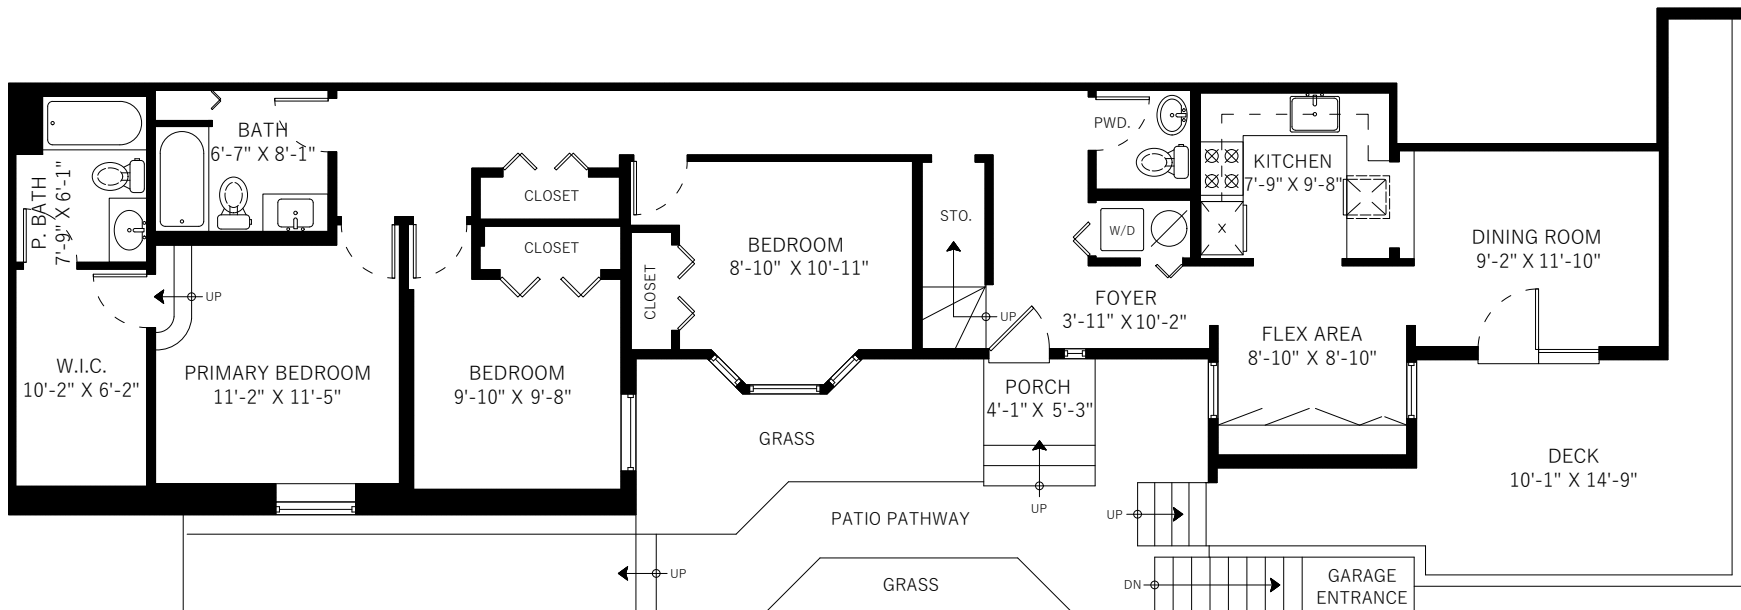 BATH
6'-7" X 8'-1"
P. BATH
7'-9" X 6'-1"
UP
W.I.C.
10'-2" X 6'-2"
PRIMARY BEDROOM
11'-2" X 11'-5"
CLOSET
CLOSET
BEDROOM
9'-10" X 9'-8"
CLOSET
BEDROOM
8'-10" X 10'-11"
STO.
UP
PWD.
W/D
FOYER
3'-11" X 10'-2"
KITCHEN
7'-9" X 9'-8"
X
DINING ROOM
9'-2" X 11'-10"
FLEX AREA
8'-10" X 8'-10"
PORCH
4'-1" X 5'-3"
UP
GRASS
DECK
10'-1" X 14'-9"
PATIO PATHWAY
UP
UP
GRASS
DN
GARAGE
ENTRANCE